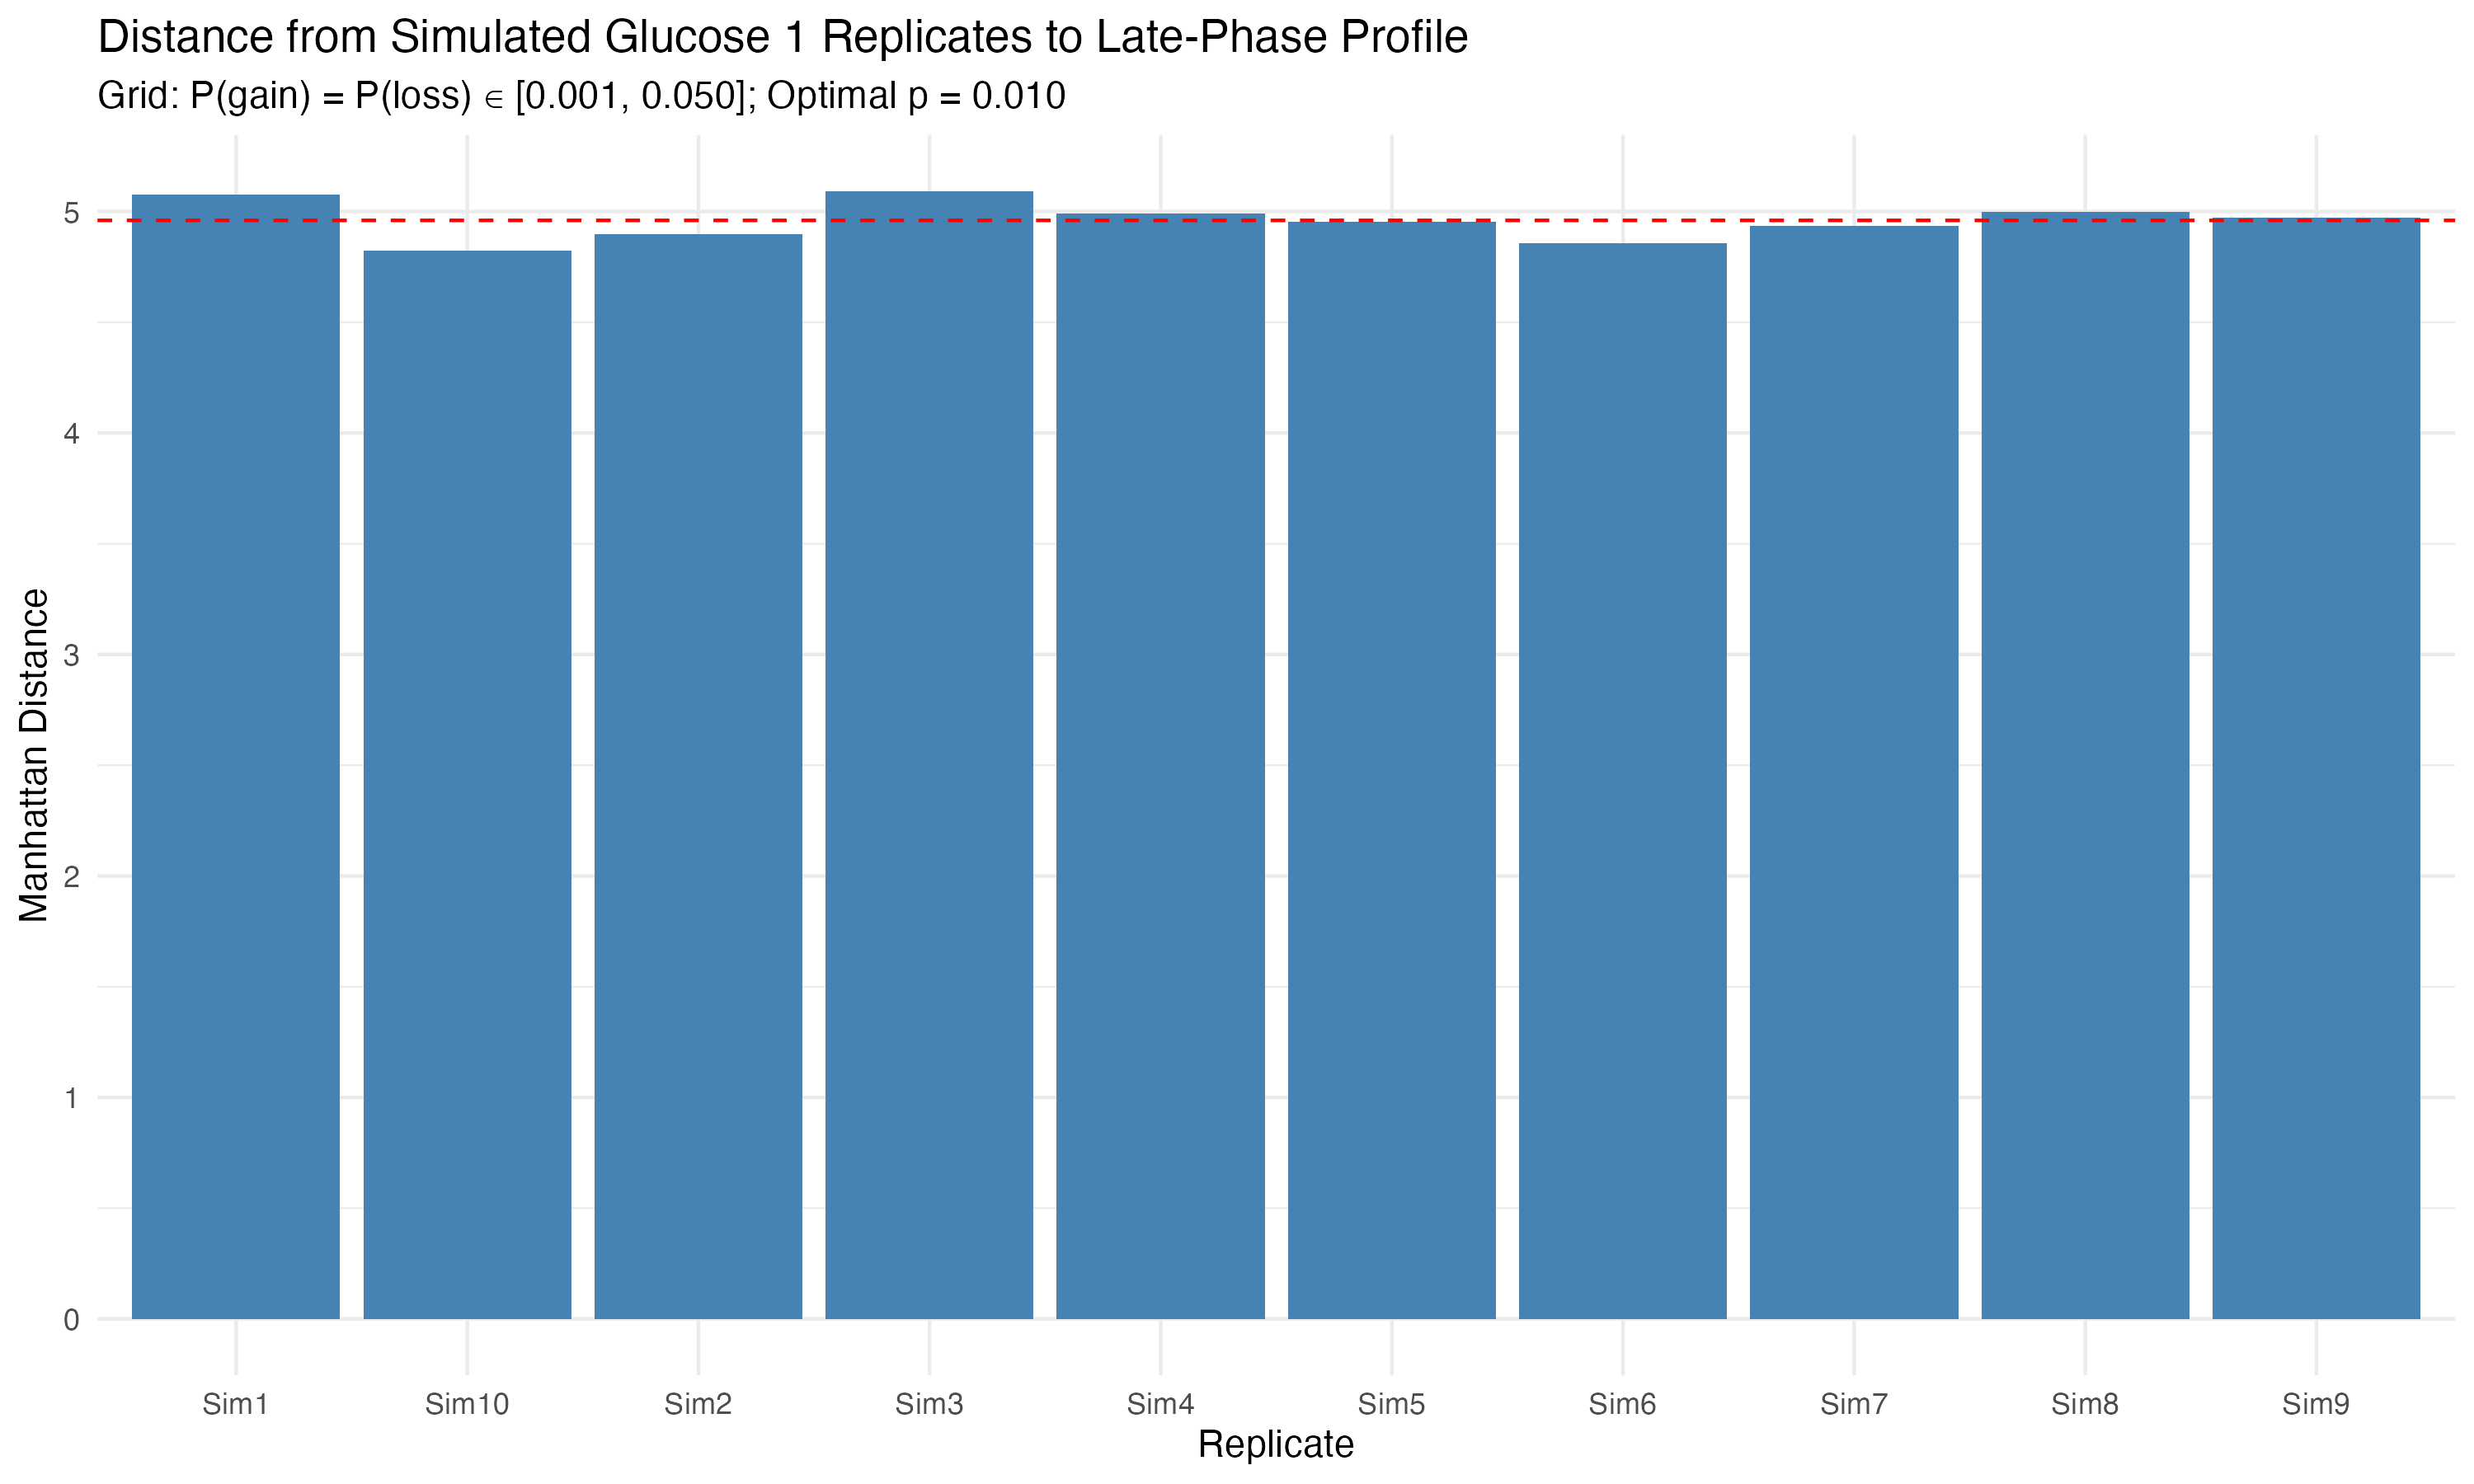 Distance from Simulated Glucose 1 Replicates to Late-Phase Profile
Grid: P(gain) = P(loss) ∈ [0.001, 0.050]; Optimal p = 0.010
Manhattan Distance
5
4
3
2
1
0
Sim1 Sim10 Sim2 Sim3 Sim4 Sim5 Sim6 Sim7 Sim8 Sim9
Replicate